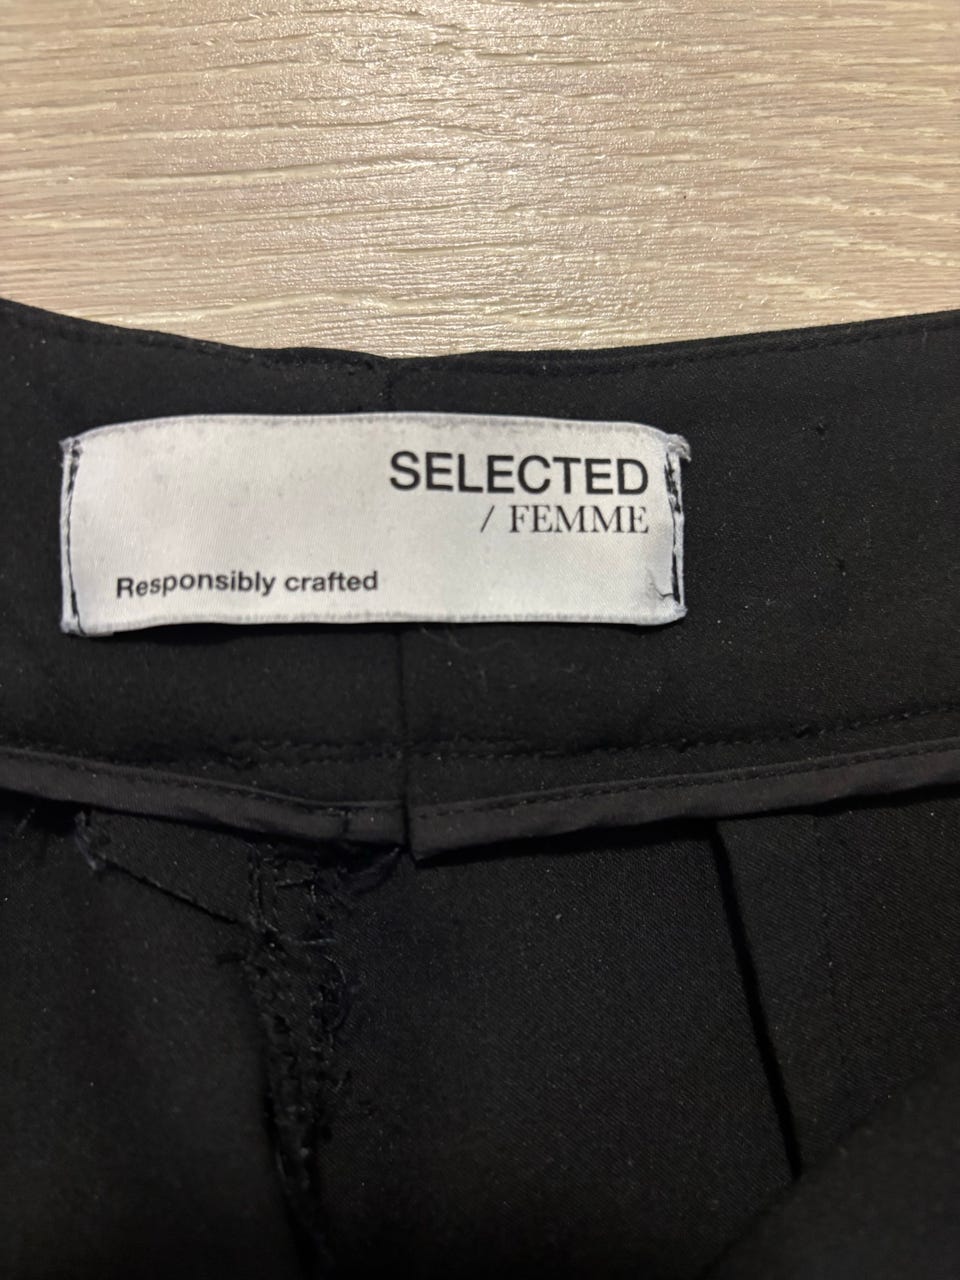 SELECTED
/ FEMME
Responsibly crafted